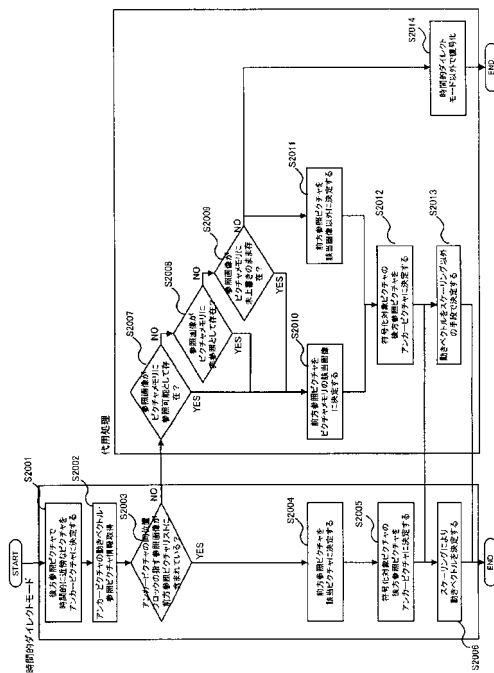 時間的ダイレクトモード
START
S2001
後方参照ピクチャで
時間的に近傍なピクチャを
アンカーピクチャに決定する
S2002
アンカーピクチャの動きベクトル・
参照ピクチャ情報取得
S2003
アンカーピクチャの同位置
ブロックの指す参照画像が
前方参照ピクチャリストに
含まれている?
NO
YES
S2004
前方参照ピクチャを
該当ピクチャに決定する
S2005
符号化対象ピクチャの
後方参照ピクチャを
アンカーピクチャに決定する
スケーリングにより
動きベクトルを決定する
S2006
END
代用処理
S2007
参照画像が
ピクチャメモリに
参照可能として存
在?
NO
YES
S2008
参照画像が
ピクチャメモリに
非参照として存在?
NO
YES
S2009
参照画像が
ピクチャメモリに
未上書きのまま存
在?
NO
YES
S2010
前方参照ピクチャを
ピクチャメモリの該当画像
に決定する
S2011
前方参照ピクチャを
該当画像以外に決定する
S2012
符号化対象ピクチャの
後方参照ピクチャを
アンカーピクチャに決定する
S2013
動きベクトルをスケーリング以外
の手段で決定する
S2014
時間的ダイレクト
モード以外で復号化
END